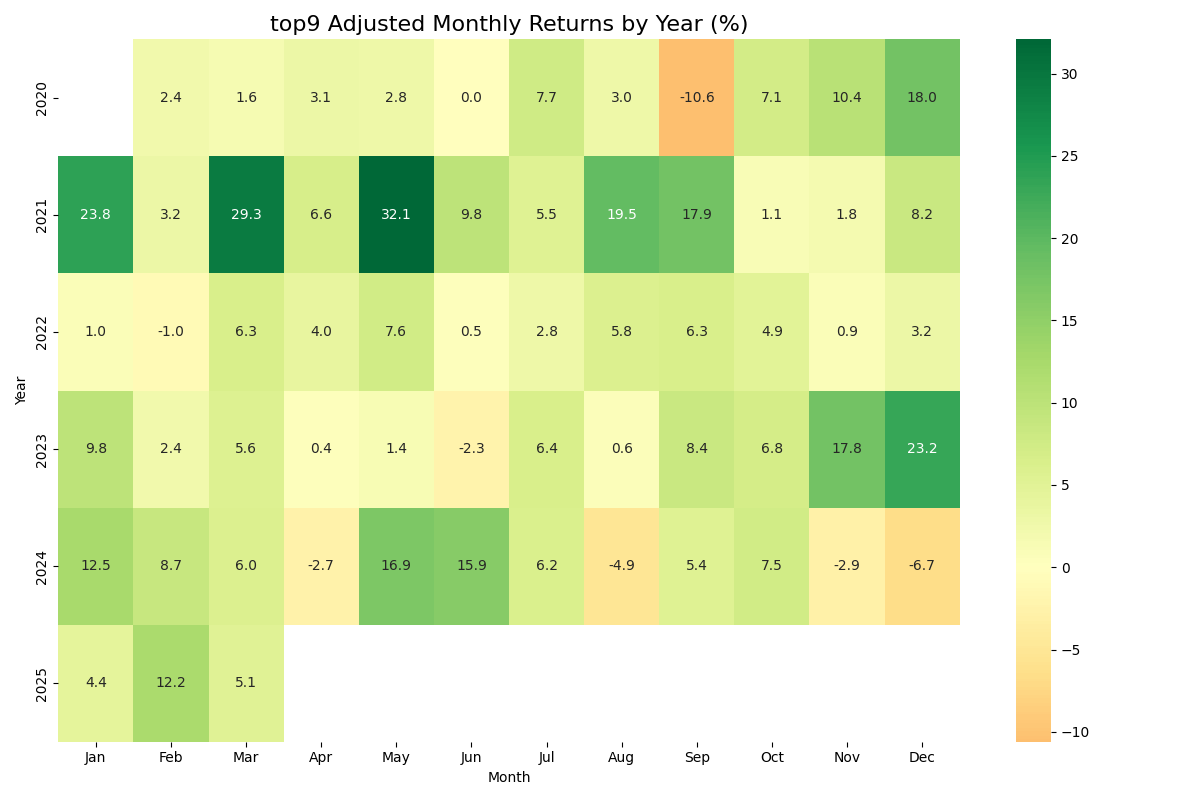 top9 Adjusted Monthly Returns by Year (%)
2020 2.4 1.6 3.1 2.8 0.0 7.7 3.0 -10.6 7.1 10.4 18.0
2021 23.8 3.2 29.3 6.6 32.1 9.8 5.5 19.5 17.9 1.1 1.8 8.2
2022 1.0 -1.0 6.3 4.0 7.6 0.5 2.8 5.8 6.3 4.9 0.9 3.2
Year
2023 9.8 2.4 5.6 0.4 1.4 -2.3 6.4 0.6 8.4 6.8 17.8 23.2
2024 12.5 8.7 6.0 -2.7 16.9 15.9 6.2 -4.9 5.4 7.5 -2.9 -6.7
2025 4.4 12.2 5.1
Jan Feb Mar Apr May Jun Jul Aug Sep Oct Nov Dec
Month
30
25
20
15
10
5
0
−5
−10